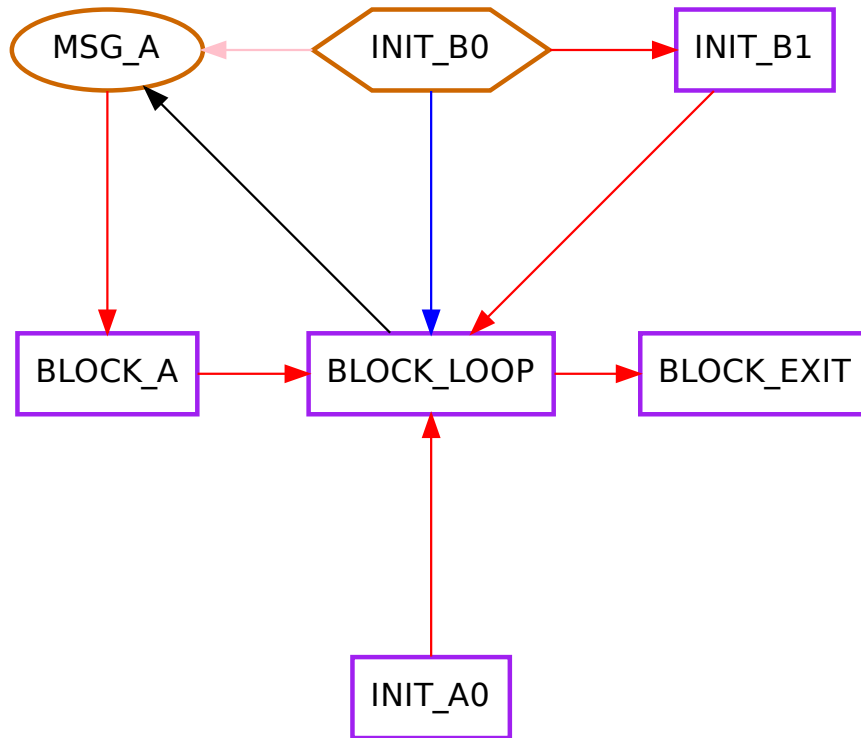 MSG_A
INIT_B0
INIT_B1
BLOCK_A
BLOCK_LOOP
BLOCK_EXIT
INIT_A0